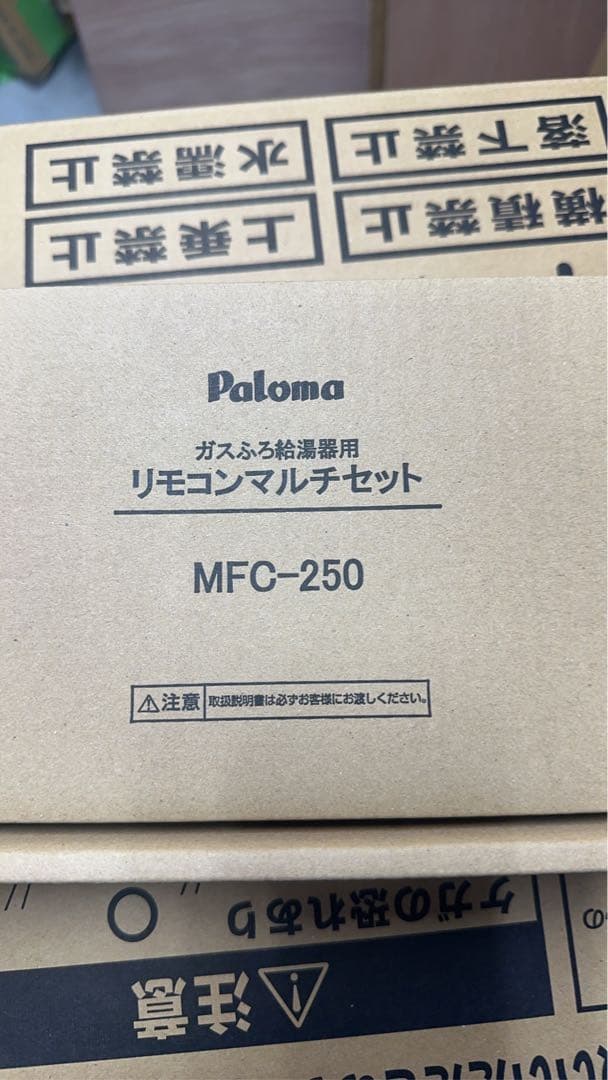 水濡禁止
落下禁止
上乗禁止
横積禁止
Paloma
ガスふろ給湯器用
リモコンマルチセット
MFC-250
⚠注意 取扱説明書は必ずお客様にお渡しください。
ケガの恐れあり
⚠注意